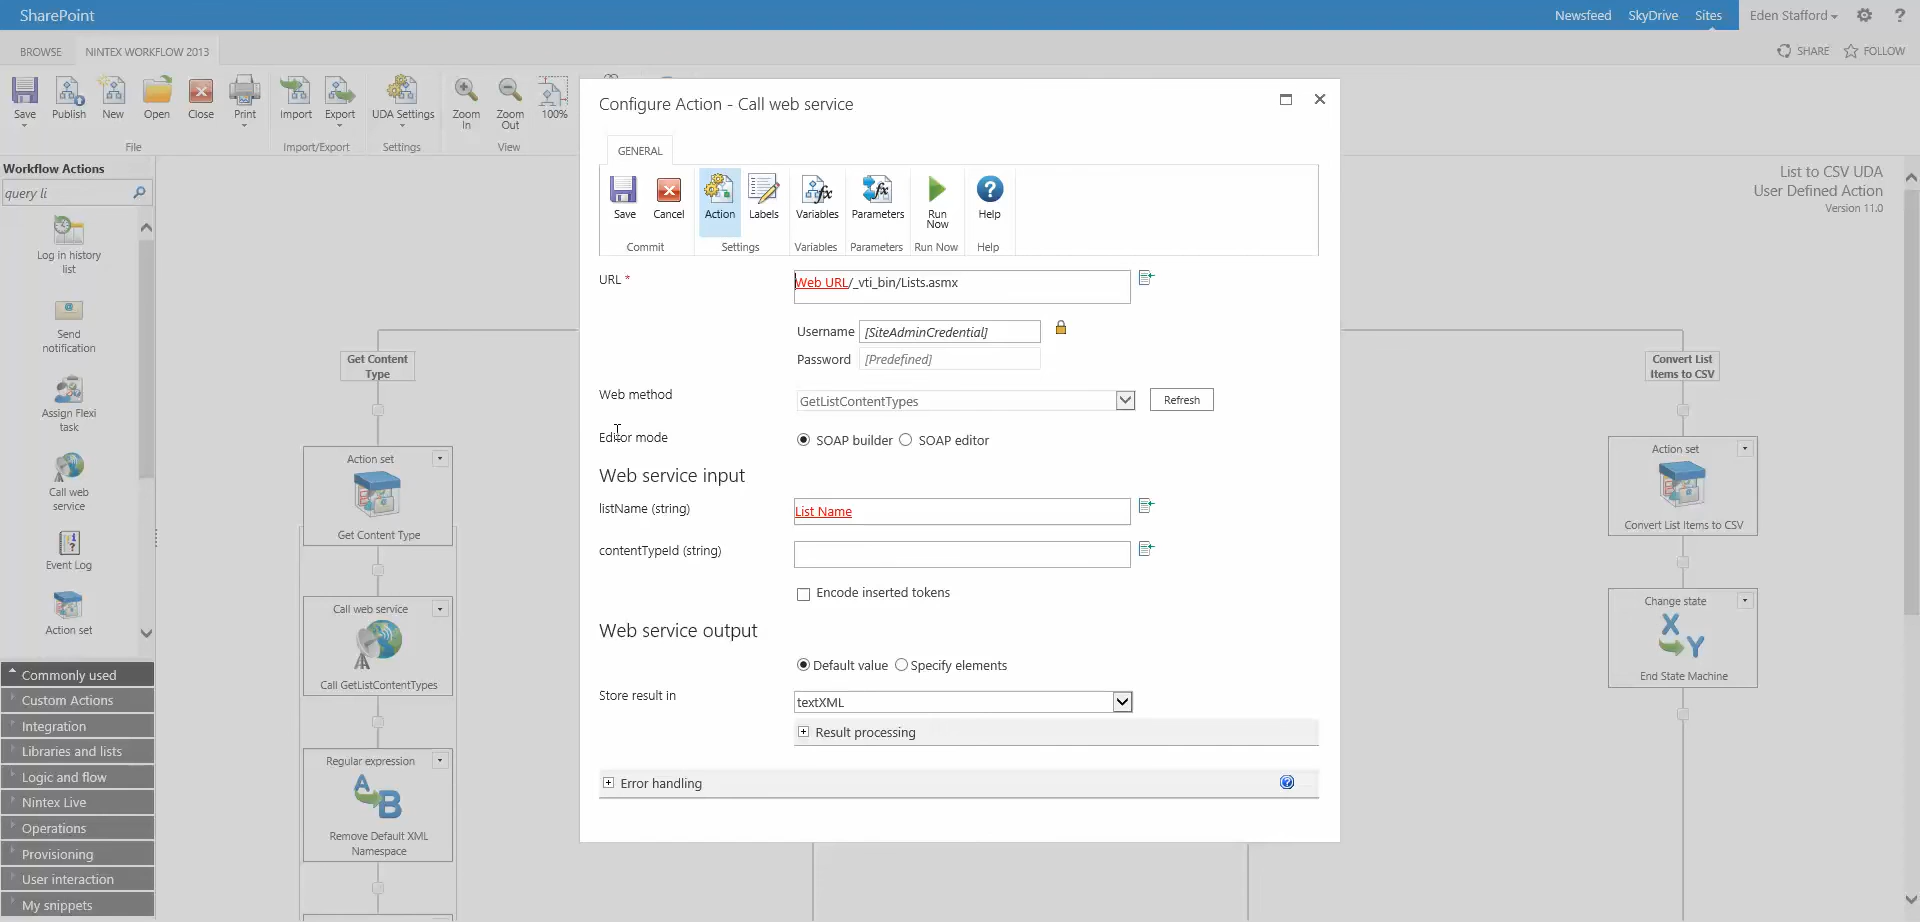 SharePoint
Newsfeed SkyDrive Sites Eden Stafford ?
BROWSE NINTEX WORKFLOW 2013
SHARE FOLLOW
Save Publish New Open Close Print Import Export UDA Settings Zoom In Zoom Out 100%
File Import/Export Settings View
Workflow Actions
query li
Log in history list
Send notification
Assign Flexi task
Call web service
Event Log
Action set
Commonly used
Custom Actions
Integration
Libraries and lists
Logic and flow
Nintex Live
Operations
Provisioning
User interaction
My snippets
Get Content Type
Action set
Get Content Type
Call web service
Call GetListContentTypes
Regular expression
A B
Remove Default XML Namespace
Configure Action - Call web service
GENERAL
Save Cancel Action Labels Variables Parameters Run Now Help
Commit Settings Variables Parameters Run Now Help
URL *
Web URL/_vti_bin/Lists.asmx
Username [SiteAdminCredential]
Password [Predefined]
Web method GetListContentTypes Refresh
Editor mode SOAP builder SOAP editor
Web service input
listName (string) List Name
contentTypeId (string)
Encode inserted tokens
Web service output
Default value Specify elements
Store result in textXML
Result processing
Error handling
List to CSV UDA
User Defined Action
Version 11.0
Convert List Items to CSV
Action set
Convert List Items to CSV
Change state
X Y
End State Machine